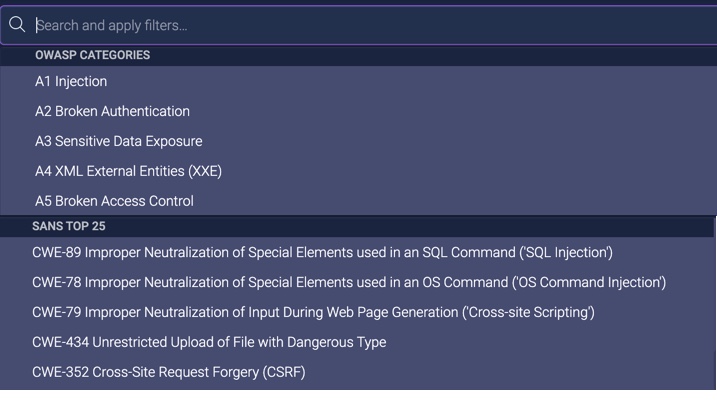 Search and apply filters...
OWASP CATEGORIES
A1 Injection
A2 Broken Authentication
A3 Sensitive Data Exposure
A4 XML External Entities (XXE)
A5 Broken Access Control
SANS TOP 25
CWE-89 Improper Neutralization of Special Elements used in an SQL Command ('SQL Injection')
CWE-78 Improper Neutralization of Special Elements used in an OS Command ('OS Command Injection')
CWE-79 Improper Neutralization of Input During Web Page Generation ('Cross-site Scripting')
CWE-434 Unrestricted Upload of File with Dangerous Type
CWE-352 Cross-Site Request Forgery (CSRF)